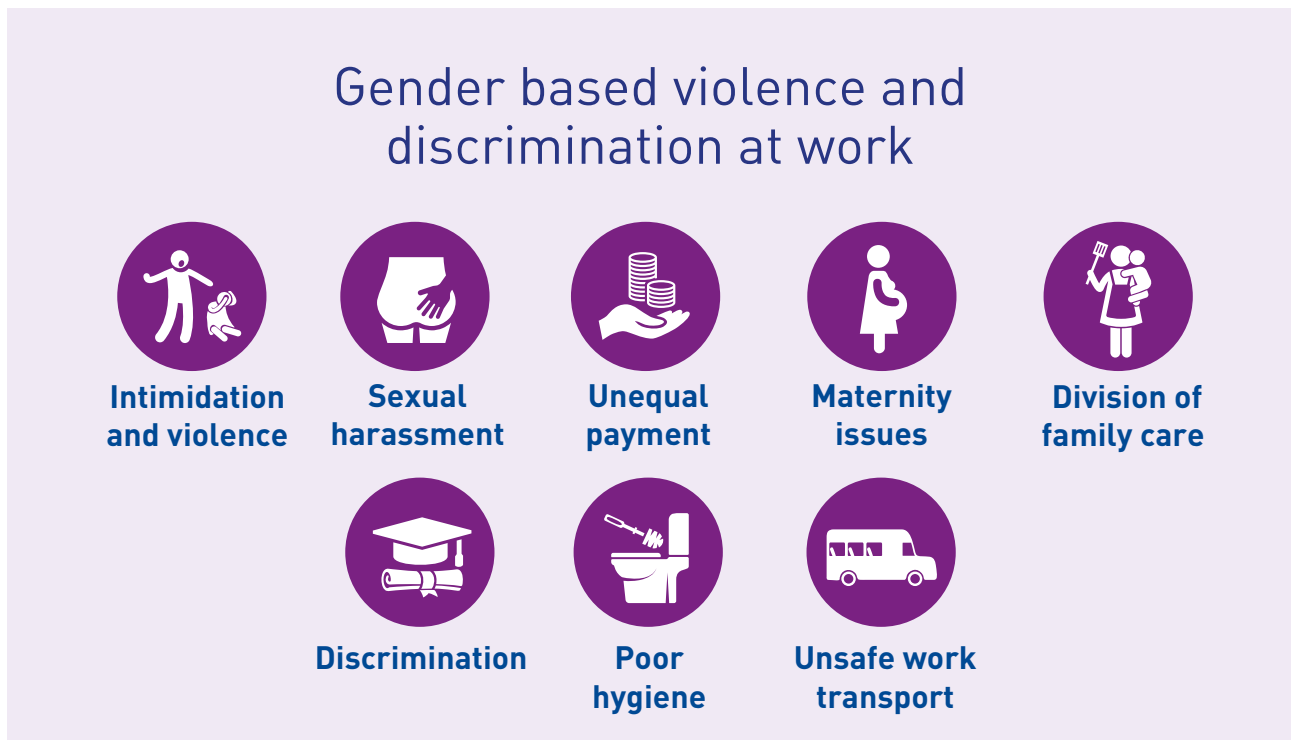 Gender based violence and
discrimination at work
Intimidation
and violence
Sexual
harassment
Unequal
payment
Maternity
issues
Division of
family care
Discrimination
Poor
hygiene
Unsafe work
transport